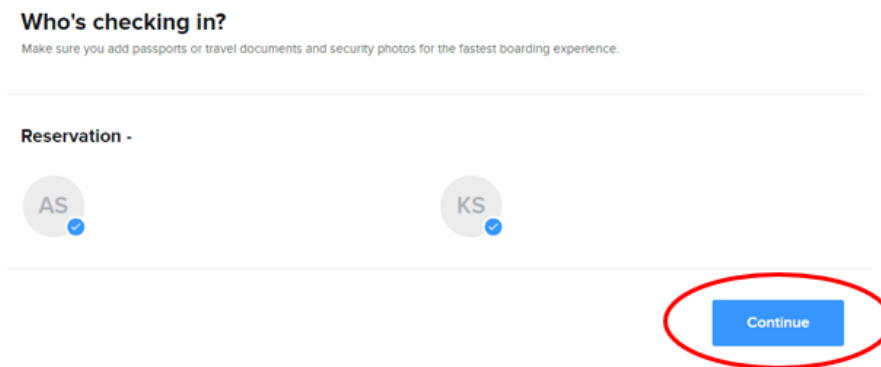 Who's checking in?
Make sure you add passports or travel documents and security photos for the fastest boarding experience.
Reservation -
AS
KS
Continue